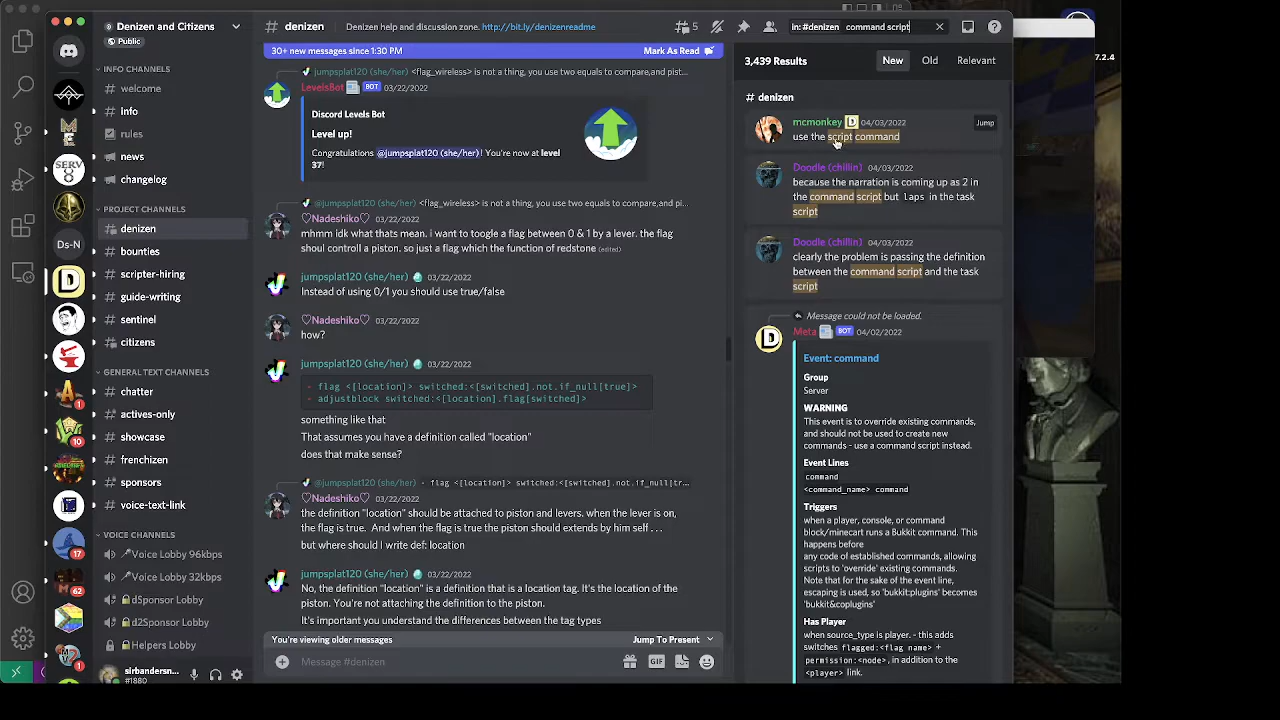 Denizen and Citizens
Public
INFO CHANNELS
welcome
info
rules
news
changelog
PROJECT CHANNELS
denizen
bounties
scripter-hiring
guide-writing
sentinel
citizens
GENERAL TEXT CHANNELS
chatter
actives-only
showcase
frenchizen
sponsors
voice-text-link
VOICE CHANNELS
Voice Lobby 96kbps
Voice Lobby 32kbps
dSponsor Lobby
d2Sponsor Lobby
Helpers Lobby
sirhanders...
#1880
SERV
8
Ds-N
1
10
17
62
1
denizen
Denizen help and discussion zone. http://bit.ly/denizenreadme
5
in:#denizen command script
30+ new messages since 1:30 PM
Mark As Read
jumpsplat120 (she/her) <flag_wireless> is not a thing, you use two equals to compare,and pist...
LevelsBot BOT 03/22/2022
Discord Levels Bot
Level up!
Congratulations @jumpsplat120 (she/her)! You're now at level
37!
@jumpsplat120 (she/her) <flag_wireless> is not a thing, you use two equals to compare,and pi...
♡Nadeshiko♡ 03/22/2022
mhmm idk what thats mean. i want to toogle a flag between 0 & 1 by a lever. the flag
shoul controll a piston. so just a flag which the function of redstone (edited)
jumpsplat120 (she/her) 03/22/2022
Instead of using 0/1 you should use true/false
♡Nadeshiko♡ 03/22/2022
how?
jumpsplat120 (she/her) 03/22/2022
- flag <[location]> switched:<[switched].not.if_null[true]>
- adjustblock switched:<[location].flag[switched]>
something like that
That assumes you have a definition called "location"
does that make sense?
@jumpsplat120 (she/her) - flag <[location]> switched:<[switched].not.if_null[tr...
♡Nadeshiko♡ 03/22/2022
the definition "location" should be attached to piston and levers. when the lever is on,
the flag is true. And when the flag is true the piston should extends by him self ...
but where should I write def: location
jumpsplat120 (she/her) 03/22/2022
No, the definition "location" is a definition that is a location tag. It's the location of the
piston. You're not attaching the definition to the piston.
It's important you understand the differences between the tag types
You're viewing older messages
Jump To Present
Message #denizen
GIF
3,439 Results
New
Old
Relevant
# denizen
mcmonkey D 04/03/2022
Jump
use the script command
Doodle (chillin) 04/03/2022
because the narration is coming up as 2 in
the command script but laps in the task
script
Doodle (chillin) 04/03/2022
clearly the problem is passing the definition
between the command script and the task
script
Message could not be loaded.
Meta BOT 04/02/2022
Event: command
Group
Server
WARNING
This event is to override existing commands,
and should not be used to create new
commands - use a command script instead.
Event Lines
command
<command_name> command
Triggers
when a player, console, or command
block/minecart runs a Bukkit command. This
happens before
any code of established commands, allowing
scripts to 'override' existing commands.
Note that for the sake of the event line,
escaping is used, so 'bukkit:plugins' becomes
'bukkit&coplugins'
Has Player
when source_type is player. - this adds
switches flagged:<flag name> +
permission:<node>, in addition to the
<player> link.
7.2.4